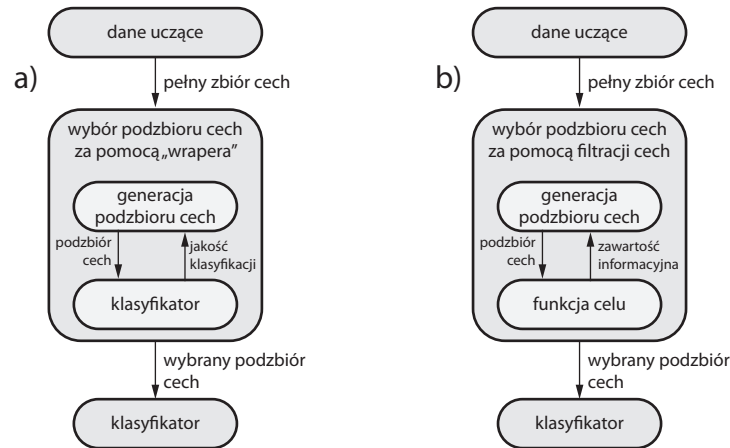 a)
dane uczące
pełny zbiór cech
wybór podzbioru cech
za pomocą „wrapera”
generacja
podzbioru cech
podzbiór
cech
jakość
klasyfikacji
klasyfikator
wybrany podzbiór
cech
klasyfikator
b)
dane uczące
pełny zbiór cech
wybór podzbioru cech
za pomocą filtracji cech
generacja
podzbioru cech
podzbiór
cech
zawartość
informacyjna
funkcja celu
wybrany podzbiór
cech
klasyfikator